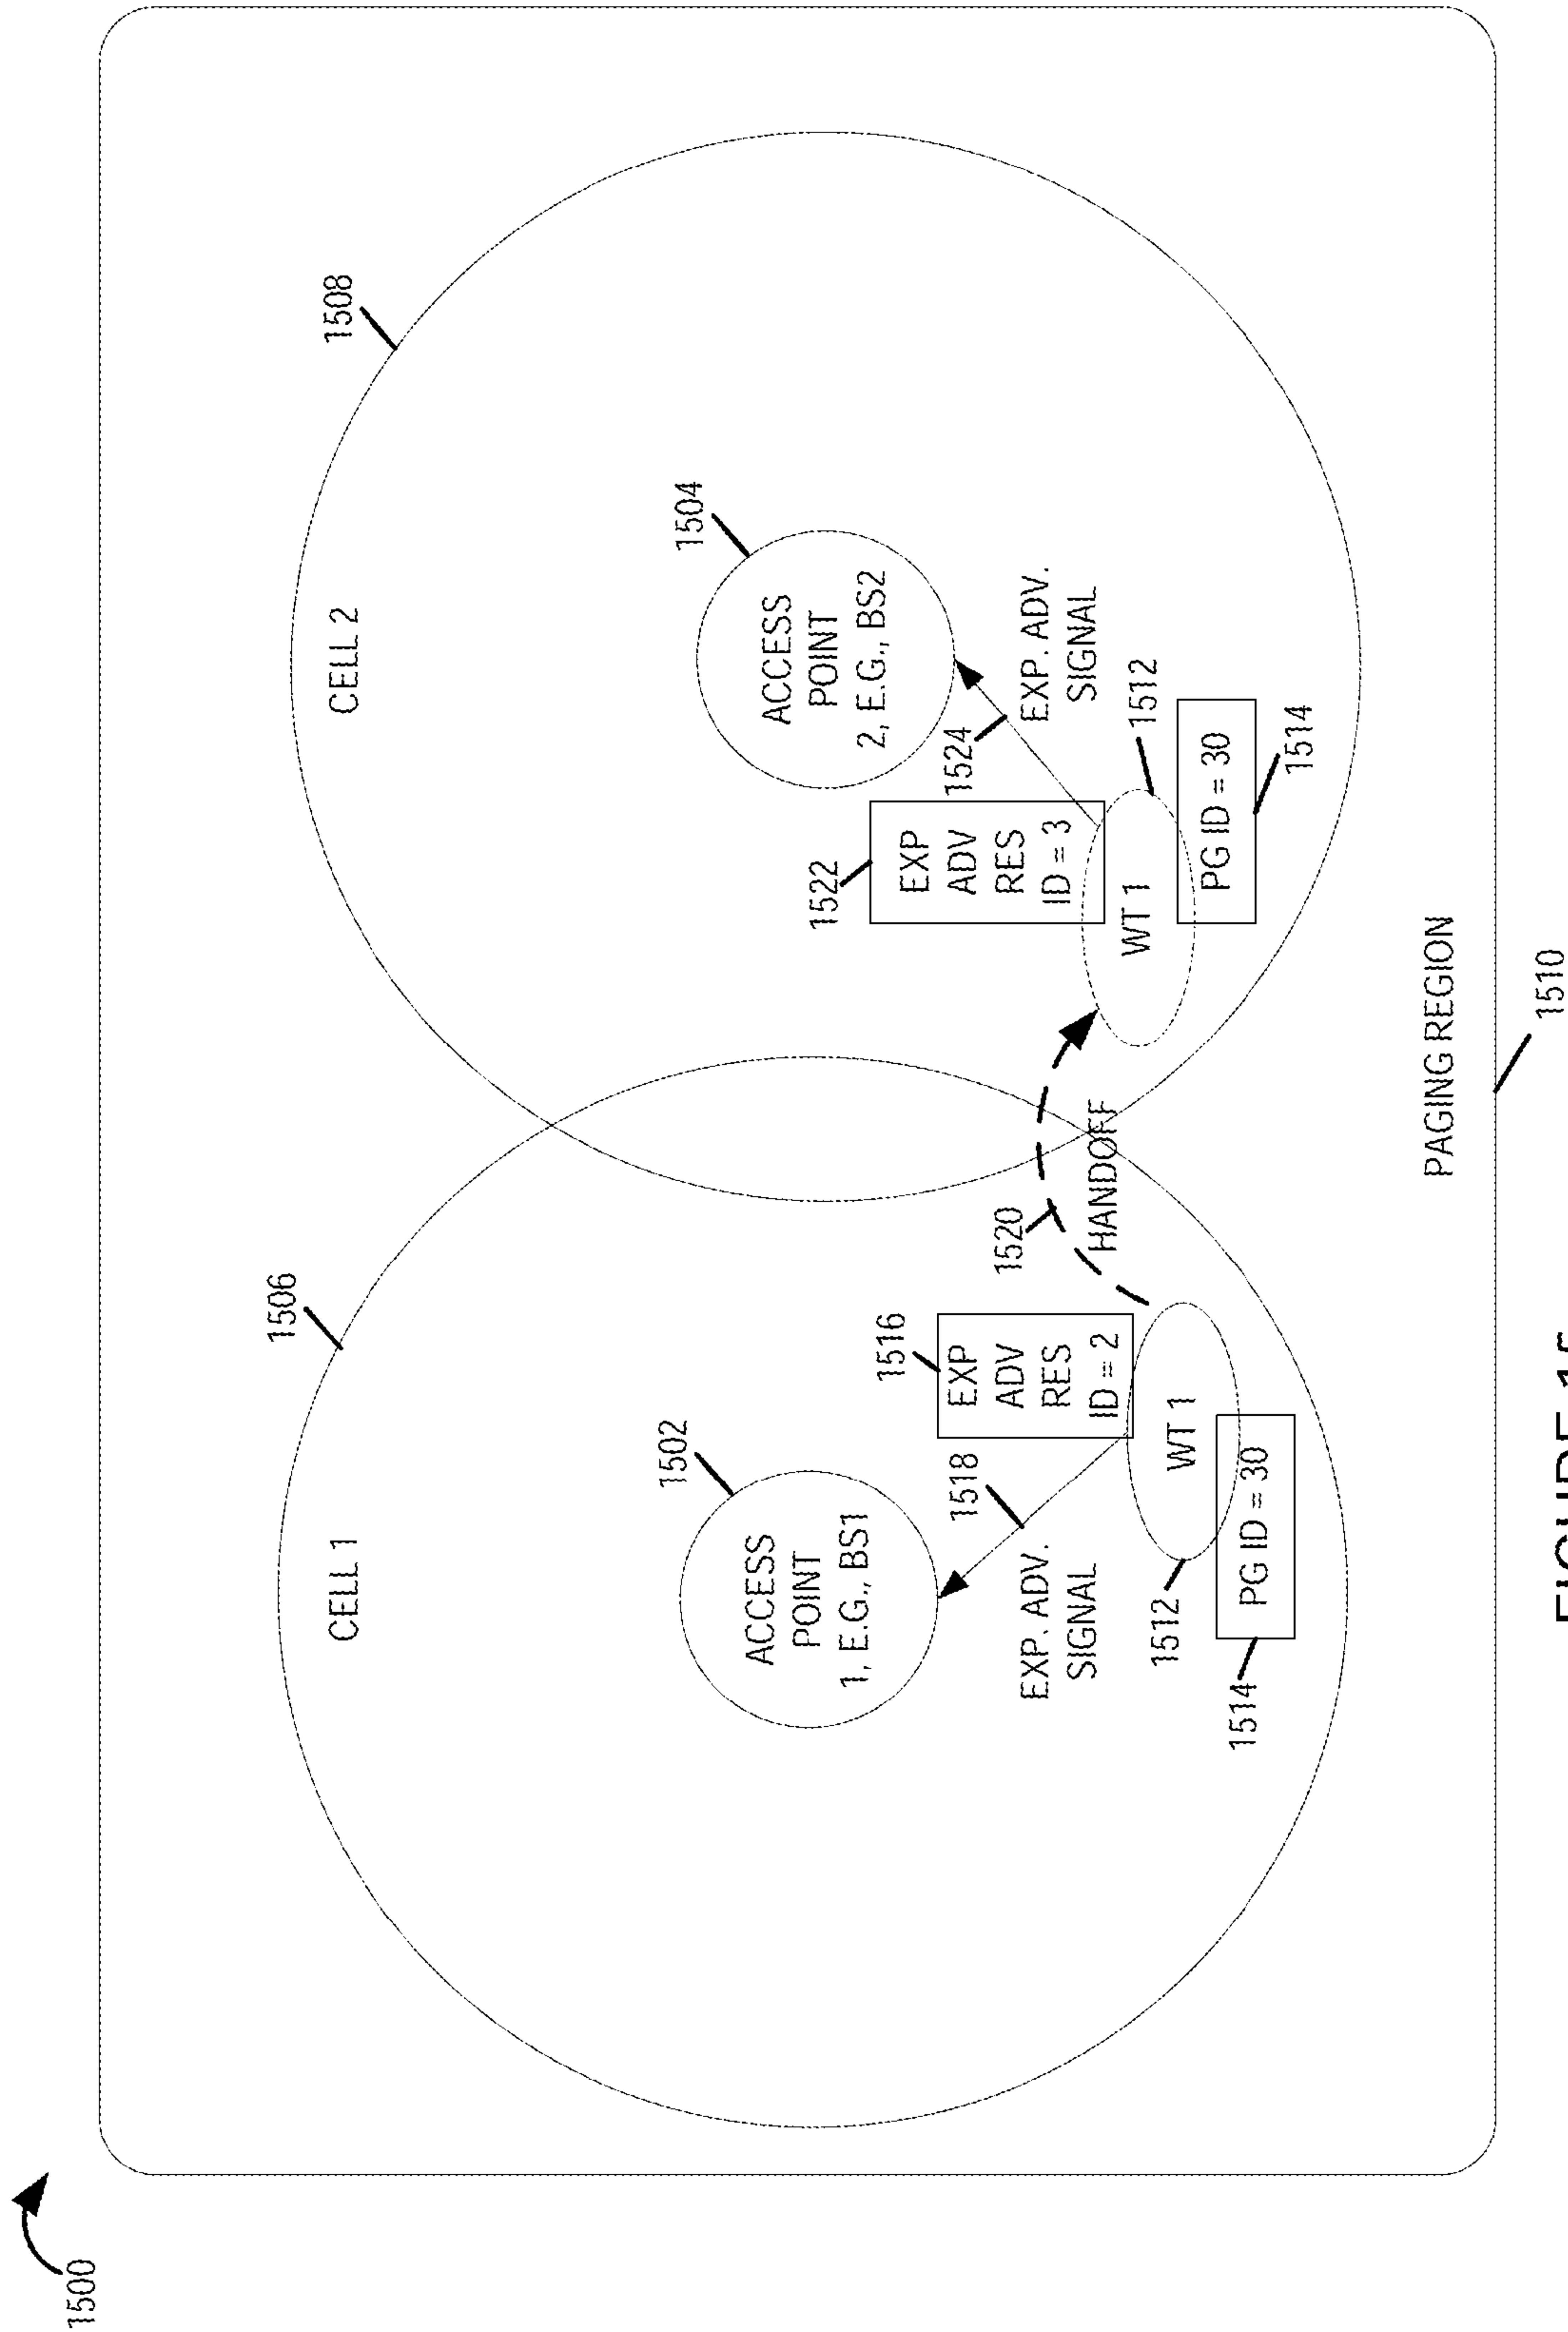 1500
CELL 1
1506
CELL 2
1508
1502
ACCESS
POINT
1, E.G., BS1
1504
ACCESS
POINT
2, E.G., BS2
1516
EXP
ADV
RES
ID = 2
1518
EXP. ADV.
SIGNAL
1512
WT 1
PG ID = 30
1514
1520
HANDOFF
1522
EXP
ADV
RES
ID = 3
1524
EXP. ADV.
SIGNAL
1512
WT 1
PG ID = 30
1514
PAGING REGION
1510